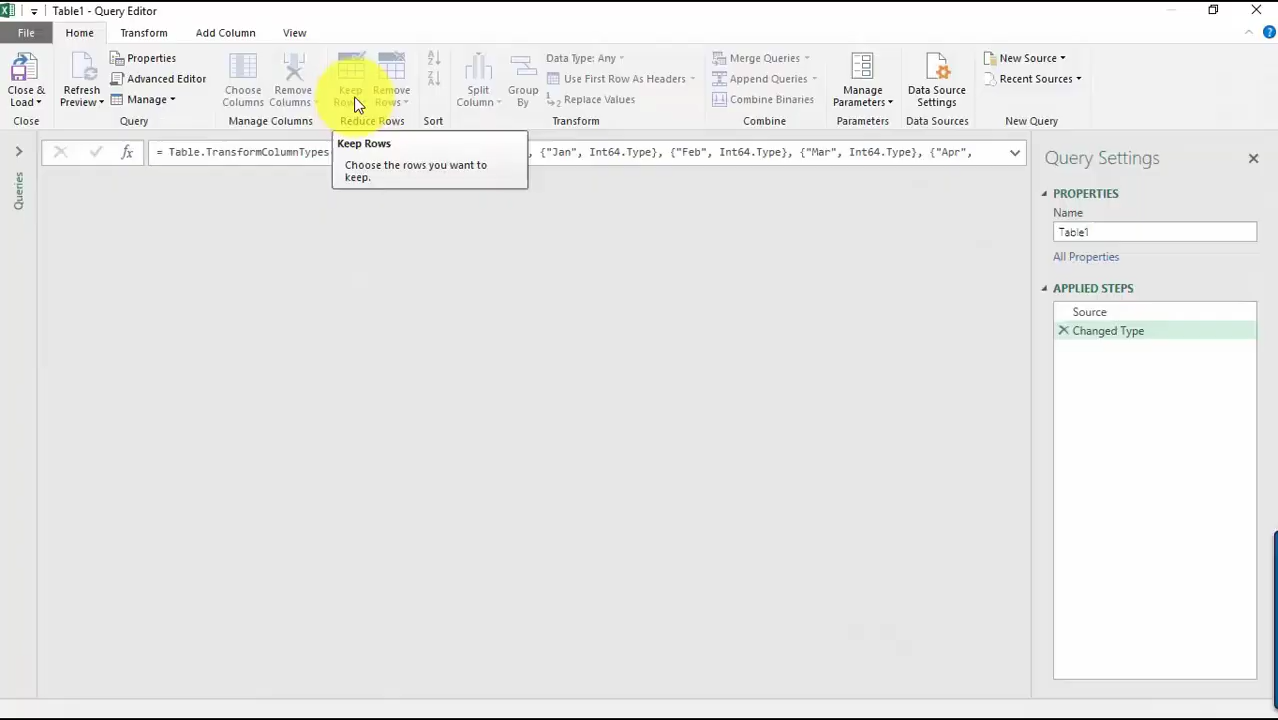 Table1 - Query Editor
File Home Transform Add Column View
Close & Load
Close
Refresh Preview
Properties
Advanced Editor
Manage
Query
Choose Columns
Remove Columns
Manage Columns
Keep Rows
Remove Rows
Reduce Rows
Sort
Split Column
Group By
Data Type: Any
Use First Row As Headers
Replace Values
Transform
Merge Queries
Append Queries
Combine Binaries
Combine
Manage Parameters
Parameters
Data Source Settings
Data Sources
New Source
Recent Sources
New Query
fx
= Table.TransformColumnTypes , {"Jan", Int64.Type}, {"Feb", Int64.Type}, {"Mar", Int64.Type}, {"Apr",
Keep Rows
Choose the rows you want to
keep.
Queries
Query Settings
PROPERTIES
Name
Table1
All Properties
APPLIED STEPS
Source
Changed Type